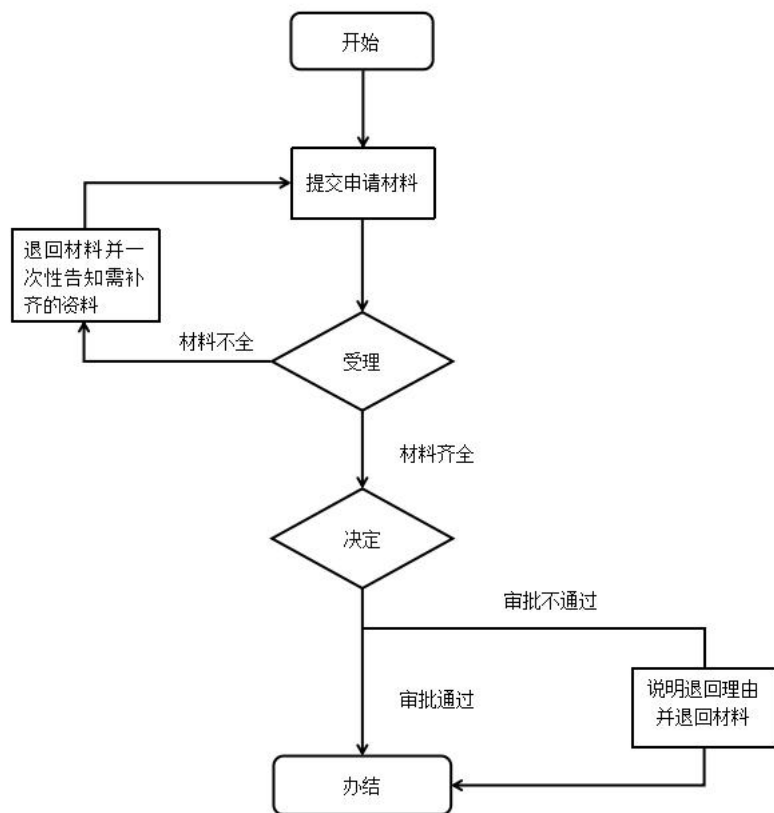 开始
提交申请材料
退回材料并一
次性告知需补
齐的资料
材料不全
受理
材料齐全
决定
审批不通过
审批通过
说明退回理由
并退回材料
办结